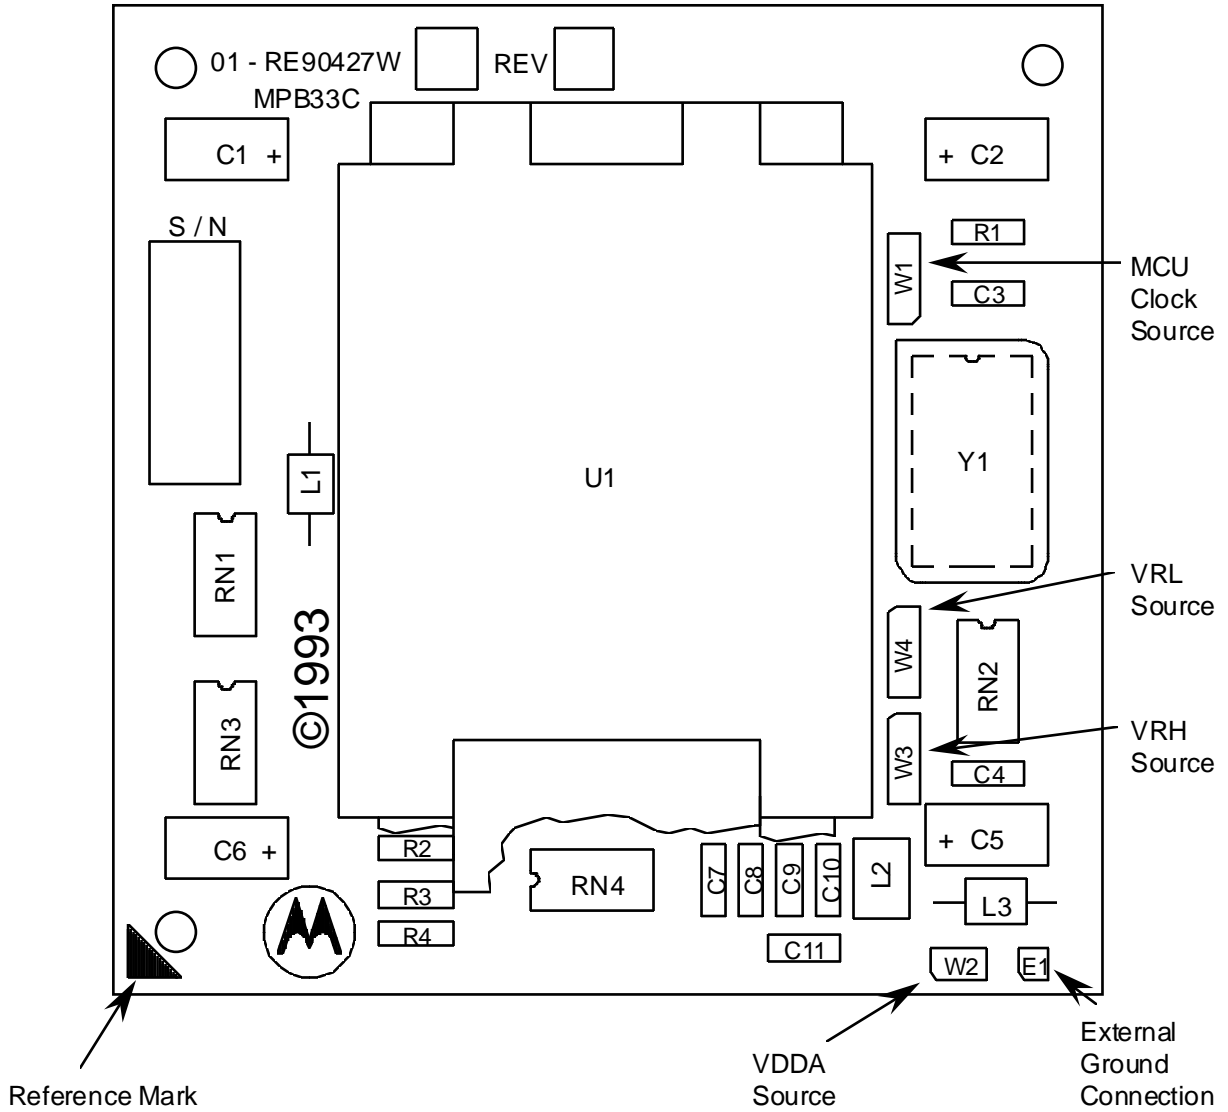 01 - RE90427W
REV
MPB33C
C1 +
+ C2
S / N
R1
W1
MCU
Clock
Source
C3
L1
U1
Y1
RN1
VRL
Source
©1993
W4
RN2
RN3
W3
VRH
Source
C4
C6 +
R2
+ C5
R3
RN4
C7
C8
C9
C10
L2
L3
R4
C11
W2
E1
Reference Mark
VDDA
Source
External
Ground
Connection